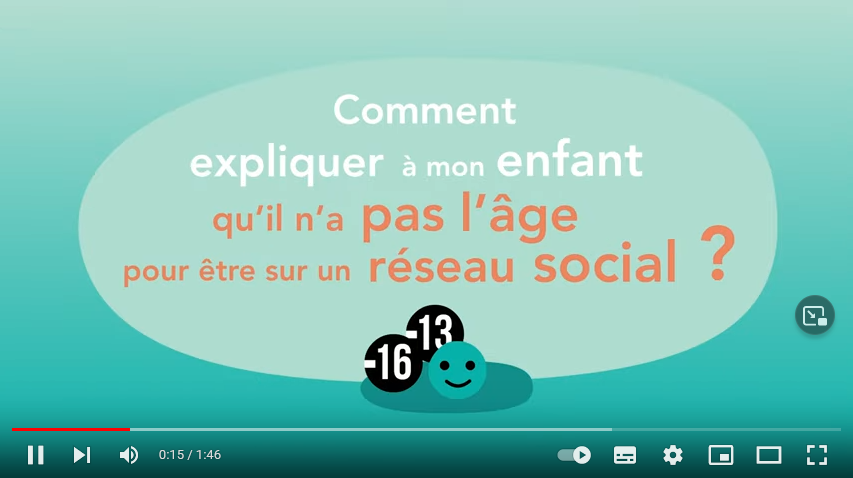 Comment
expliquer à mon enfant
qu'il n'a pas l'âge
pour être sur un réseau social ?
-13
-16
0:15 / 1:46